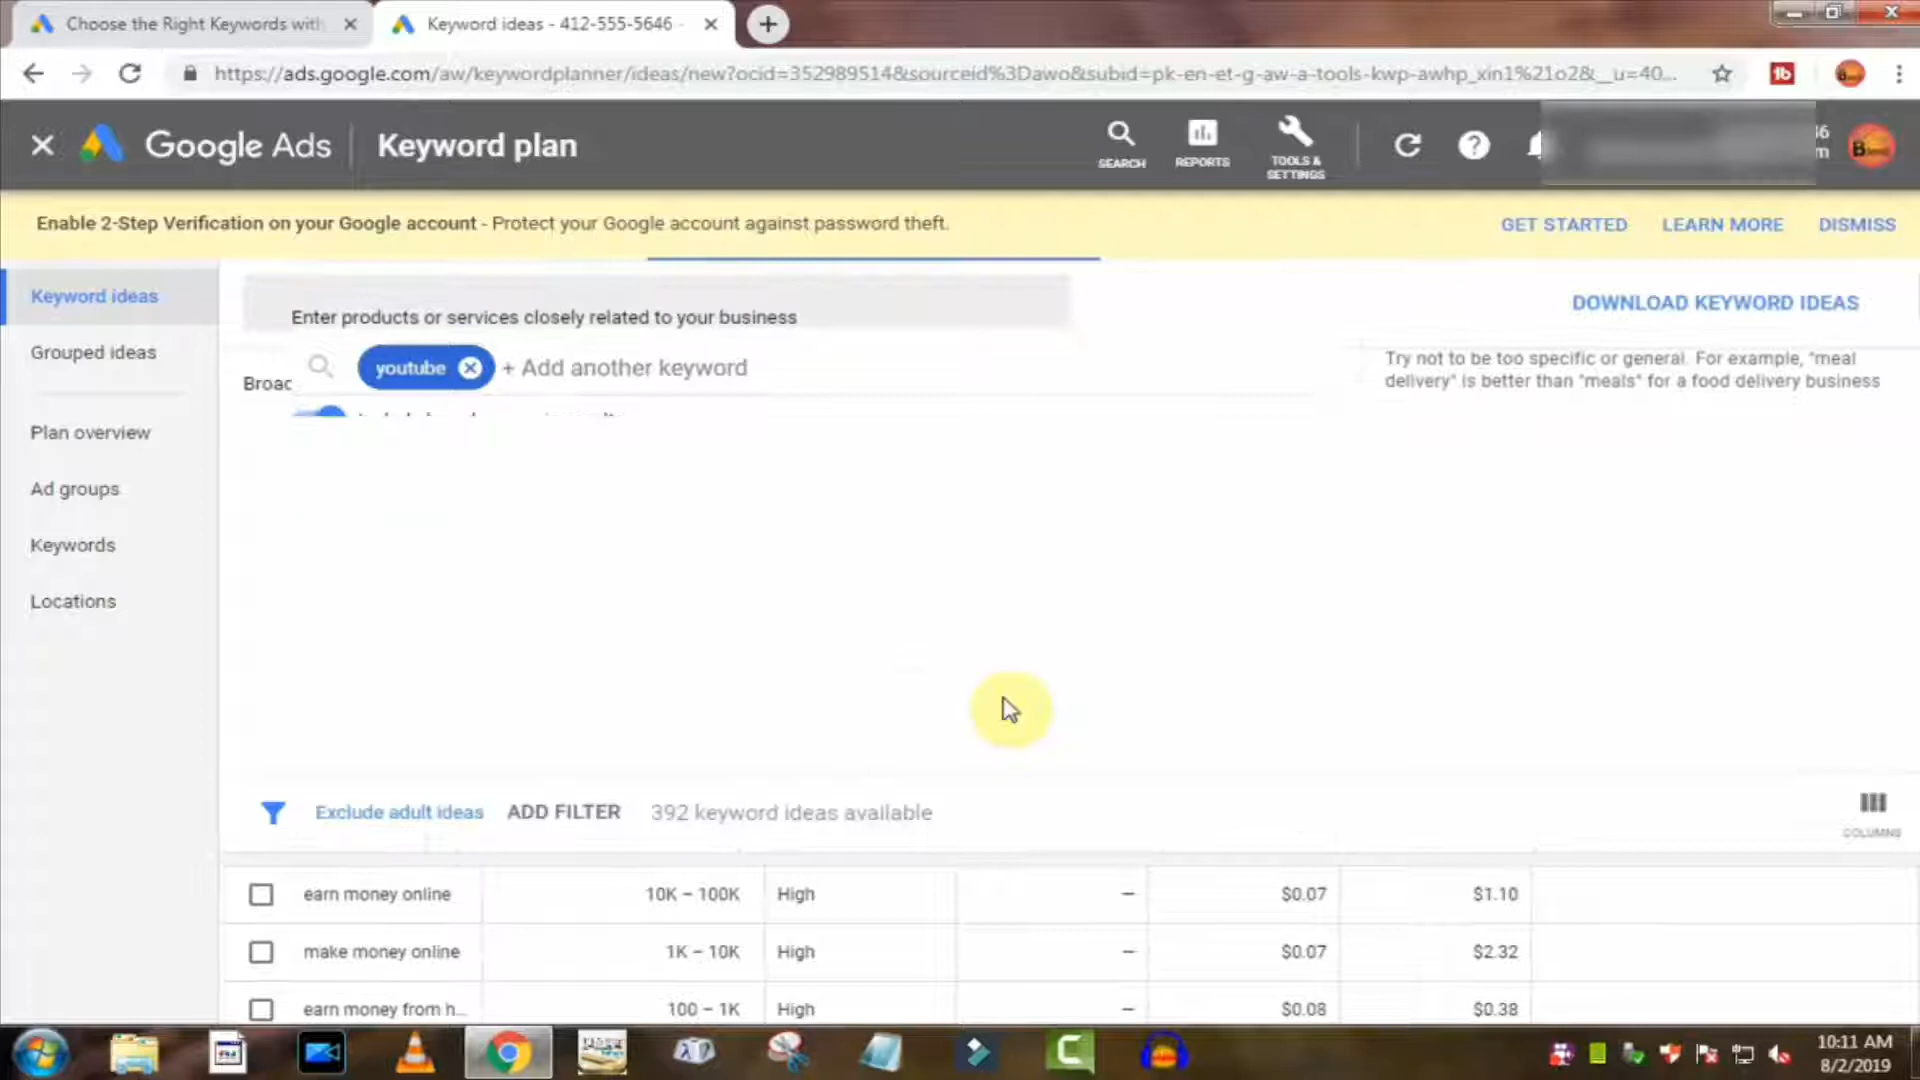 Choose the Right Keywords with
Keyword ideas - 412-555-5646 -
https://ads.google.com/aw/keywordplanner/ideas/new?ocid=352989514&sourceid%3Dawo&subid=pk-en-et-g-aw-a-tools-kwp-awhp_xin1%21o2&__u=40...
Google Ads
Keyword plan
SEARCH
REPORTS
TOOLS &
SETTINGS
Enable 2-Step Verification on your Google account - Protect your Google account against password theft.
GET STARTED
LEARN MORE
DISMISS
Keyword ideas
Grouped ideas
Plan overview
Ad groups
Keywords
Locations
Enter products or services closely related to your business
DOWNLOAD KEYWORD IDEAS
youtube
+ Add another keyword
Broad
Try not to be too specific or general. For example, "meal
delivery" is better than "meals" for a food delivery business
Exclude adult ideas ADD FILTER 392 keyword ideas available
COLUMNS
earn money online 10K – 100K High – $0.07 $1.10
make money online 1K – 10K High – $0.07 $2.32
earn money from h... 100 – 1K High – $0.08 $0.38
10:11 AM
8/2/2019